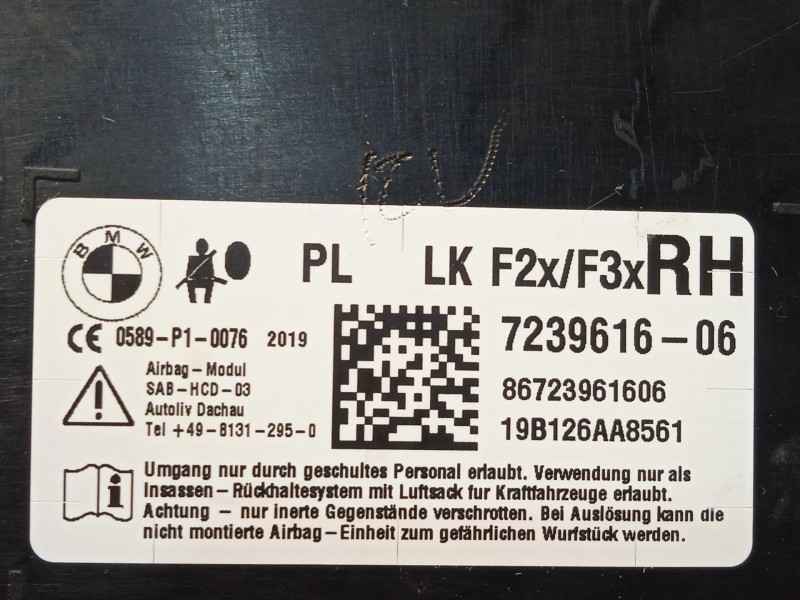 BMW
PL LK F2x/F3x RH
CE 0589-P1-0076 2019
7239616-06
Airbag-Modul
SAB-HCD-03
Autoliv Dachau
Tel +49-8131-295-0
86723961606
19B126AA8561
Umgang nur durch geschultes Personal erlaubt. Verwendung nur als
Insassen-Rückhaltesystem mit Luftsack fur Kraftfahrzeuge erlaubt.
Achtung - nur inerte Gegenstände verschrotten. Bei Auslösung kann die
nicht montierte Airbag-Einheit zum gefährlichen Wurfstück werden.